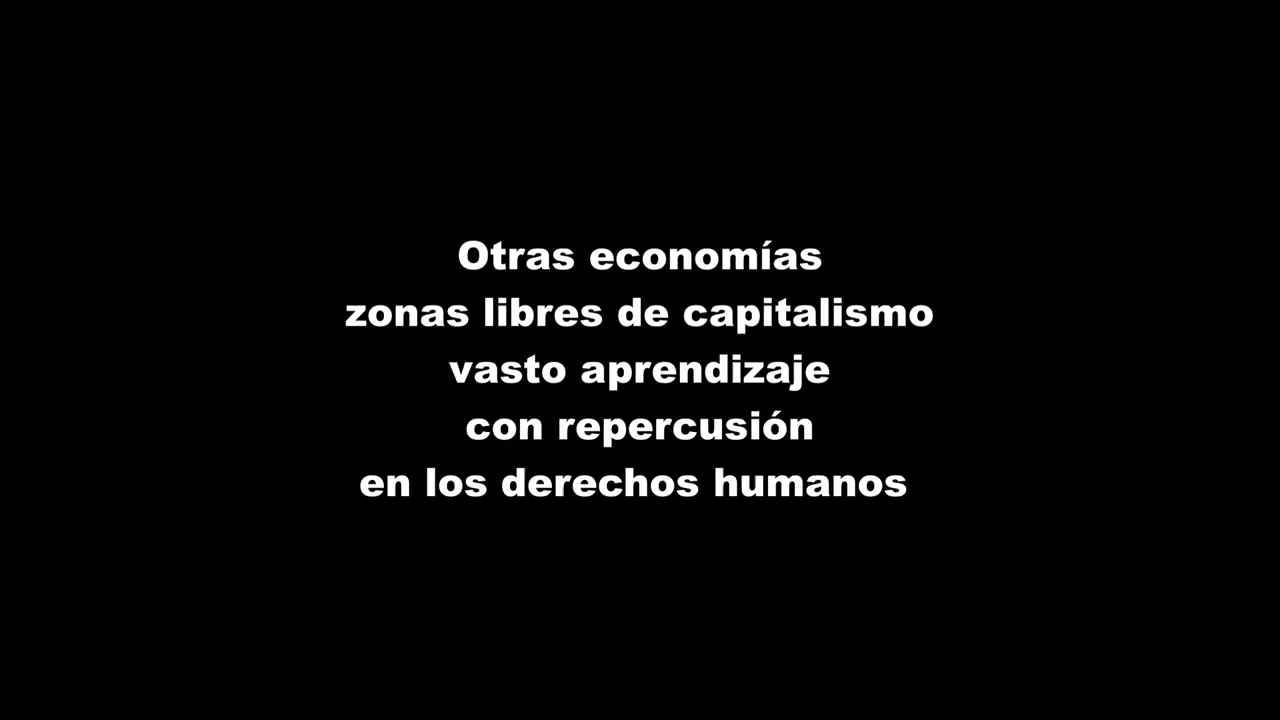 Otras economías
zonas libres de capitalismo
vasto aprendizaje
con repercusión
en los derechos humanos